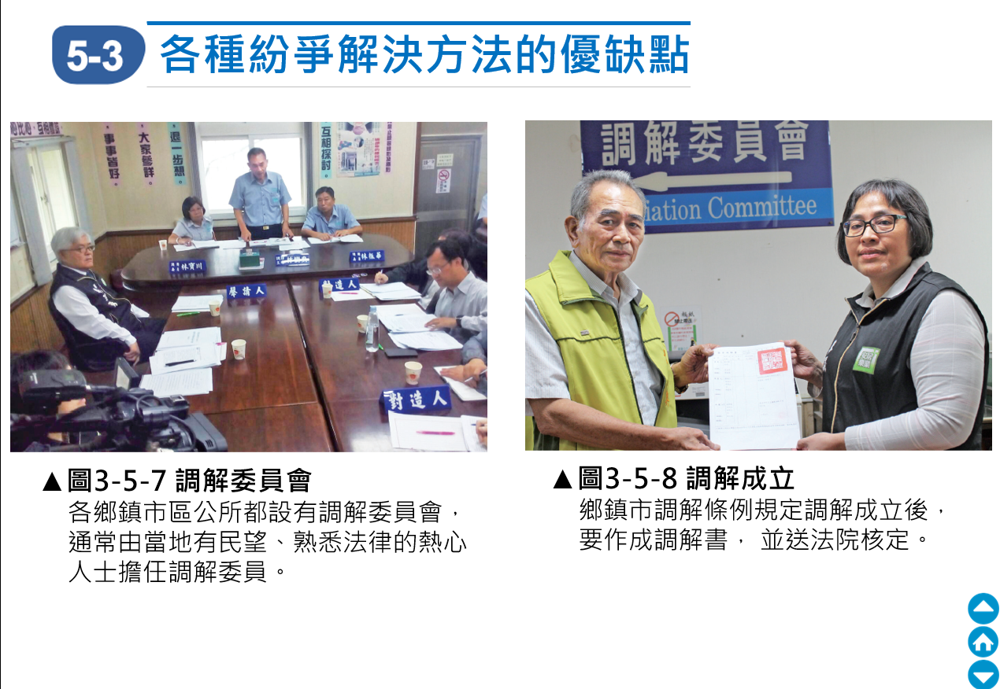 5-3 各種紛爭解決方法的優缺點
事事皆好。
大家參詳。
退一步想。
互相探討。
林寶川
聲請人
對造人
對造人
調解委員會
iation Committee
▲圖3-5-7 調解委員會
各鄉鎮市區公所都設有調解委員會，
通常由當地有民望、熟悉法律的熱心
人士擔任調解委員。
▲圖3-5-8 調解成立
鄉鎮市調解條例規定調解成立後，
要作成調解書， 並送法院核定。